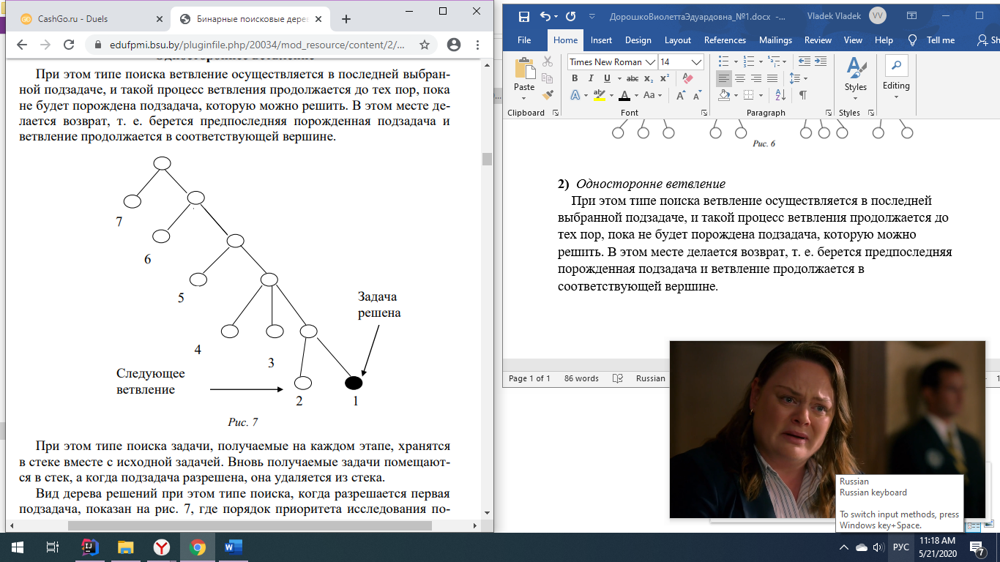 CashGo.ru - Duels
Бинарные поисковые дерев
edufpmi.bsu.by/pluginfile.php/20034/mod_resource/content/2/...
При этом типе поиска ветвление осуществляется в последней выбран-
ной подзадаче, и такой процесс ветвления продолжается до тех пор, пока
не будет порождена подзадача, которую можно решить. В этом месте де-
лается возврат, т. е. берется предпоследняя порожденная подзадача и
ветвление продолжается в соответствующей вершине.
7
6
5
4
3
2
1
Задача
решена
Следующее
ветвление
Рис. 7
При этом типе поиска задачи, получаемые на каждом этапе, хранятся
в стеке вместе с исходной задачей. Вновь получаемые задачи помещают-
ся в стек, а когда подзадача разрешена, она удаляется из стека.
Вид дерева решений при этом типе поиска, когда разрешается первая
подзадача, показан на рис. 7, где порядок приоритета исследования по-
ДорошкоВиолеттаЭдуардовна_№1.docx -...
Vladek Vladek
VV
File Home Insert Design Layout References Mailings Review View Help Tell me Sh
Paste
Clipboard
Times New Roman 14
B I U abc x₂ x²
A A Aa A A
Font
Paragraph
Styles
Styles
Editing
Рис. 6
2) Односторонне ветвление
При этом типе поиска ветвление осуществляется в последней
выбранной подзадаче, и такой процесс ветвления продолжается до
тех пор, пока не будет порождена подзадача, которую можно
решить. В этом месте делается возврат, т. е. берется предпоследняя
порожденная подзадача и ветвление продолжается в
соответствующей вершине.
Page 1 of 1 86 words Russian
Russian
Russian keyboard
To switch input methods, press
Windows key+Space.
РУС
11:18 AM
5/21/2020
7